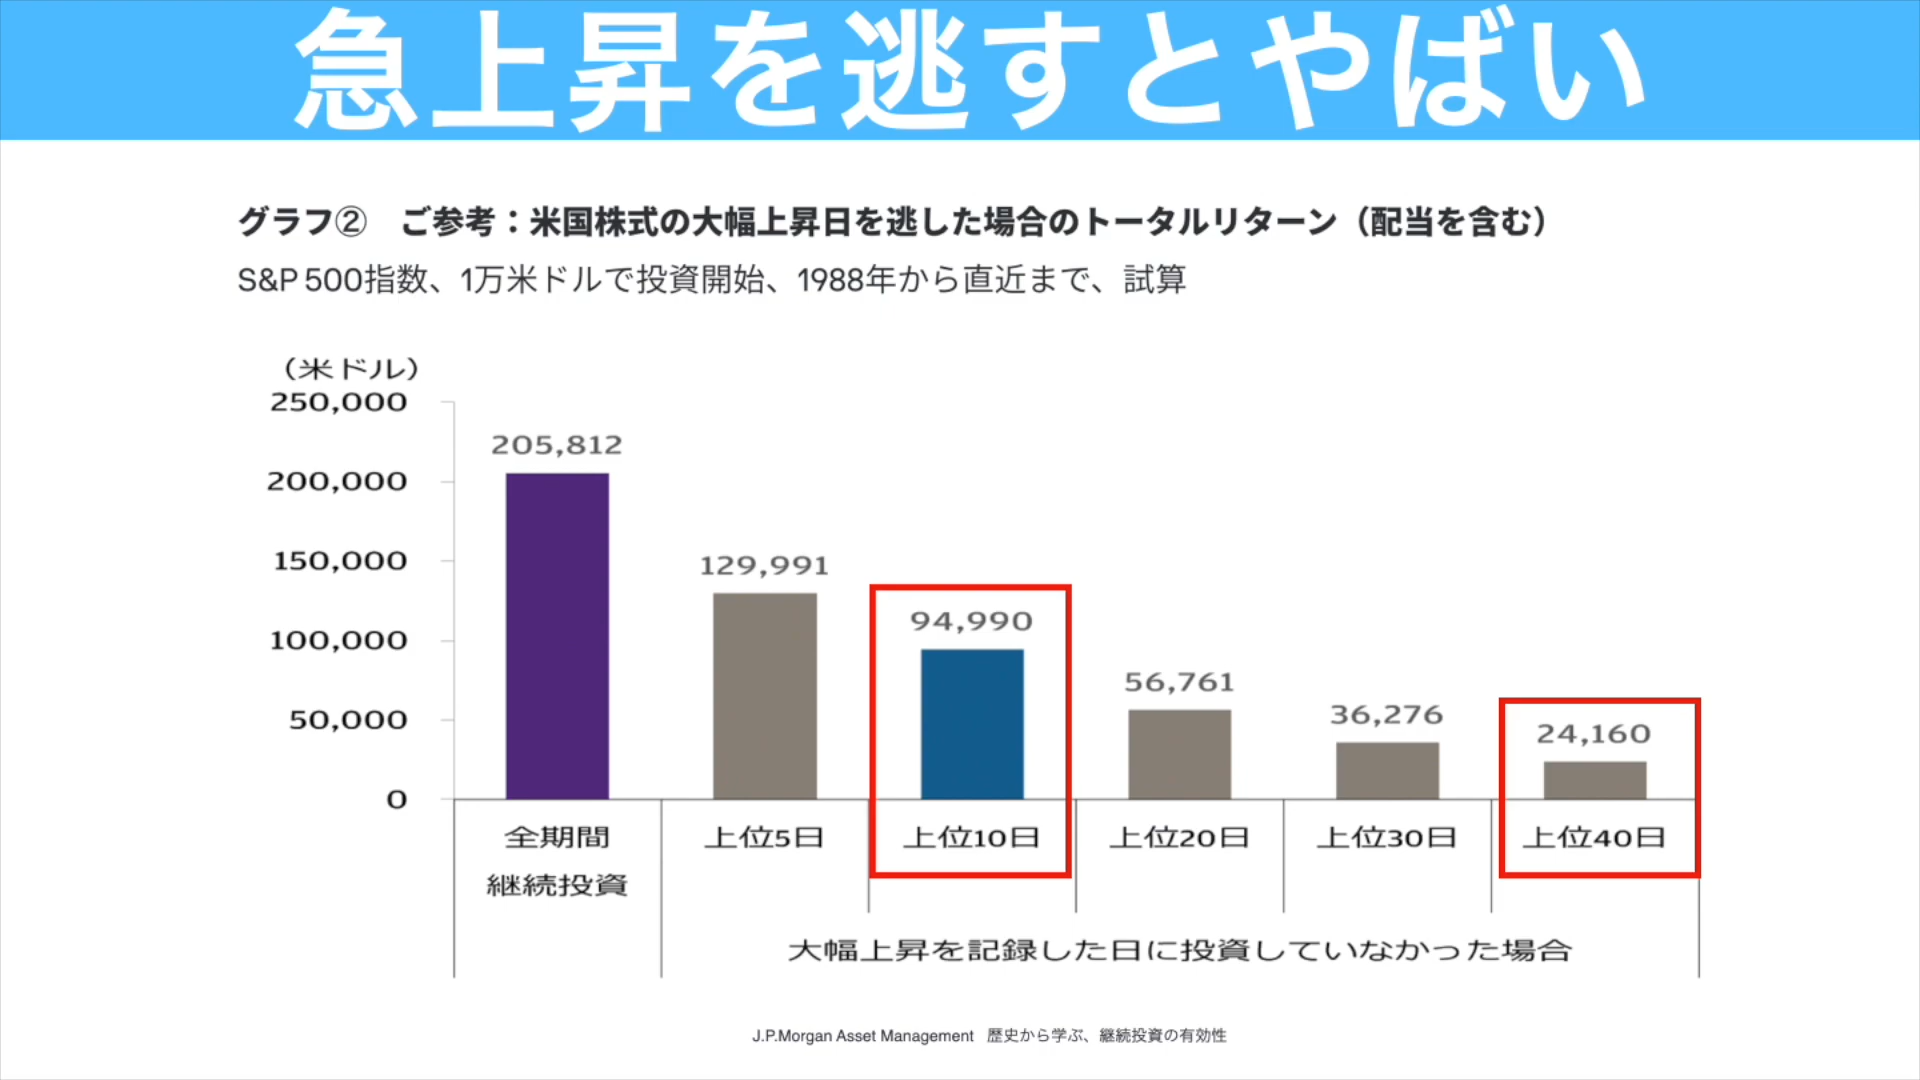 急上昇を逃すとやばい
グラフ② ご参考：米国株式の大幅上昇日を逃した場合のトータルリターン（配当を含む）
S&P 500指数、1万米ドルで投資開始、1988年から直近まで、試算
（米ドル）
250,000
200,000
150,000
100,000
50,000
0
205,812
129,991
94,990
56,761
36,276
24,160
全期間
継続投資
上位5日
上位10日
上位20日
上位30日
上位40日
大幅上昇を記録した日に投資していなかった場合
J.P.Morgan Asset Management 歴史から学ぶ、継続投資の有効性